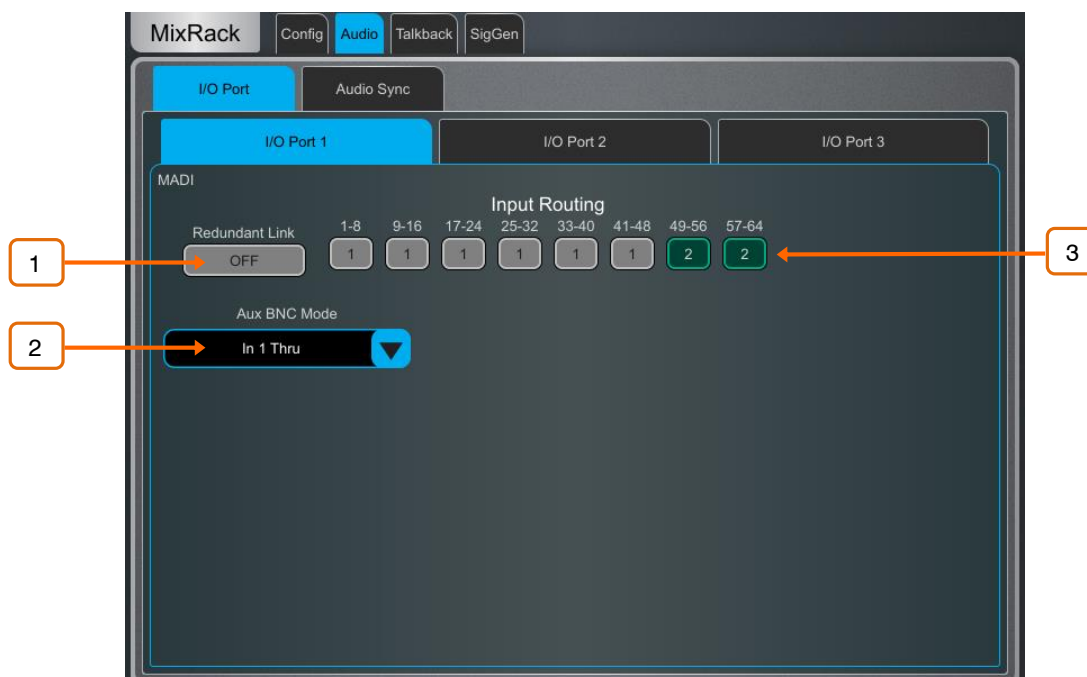 MixRack Config Audio Talkback SigGen
I/O Port Audio Sync
I/O Port 1 I/O Port 2 I/O Port 3
MADI
Input Routing
Redundant Link 1-8 9-16 17-24 25-32 33-40 41-48 49-56 57-64
1 OFF 1 1 1 1 1 1 2 2 3
Aux BNC Mode
2 In 1 Thru